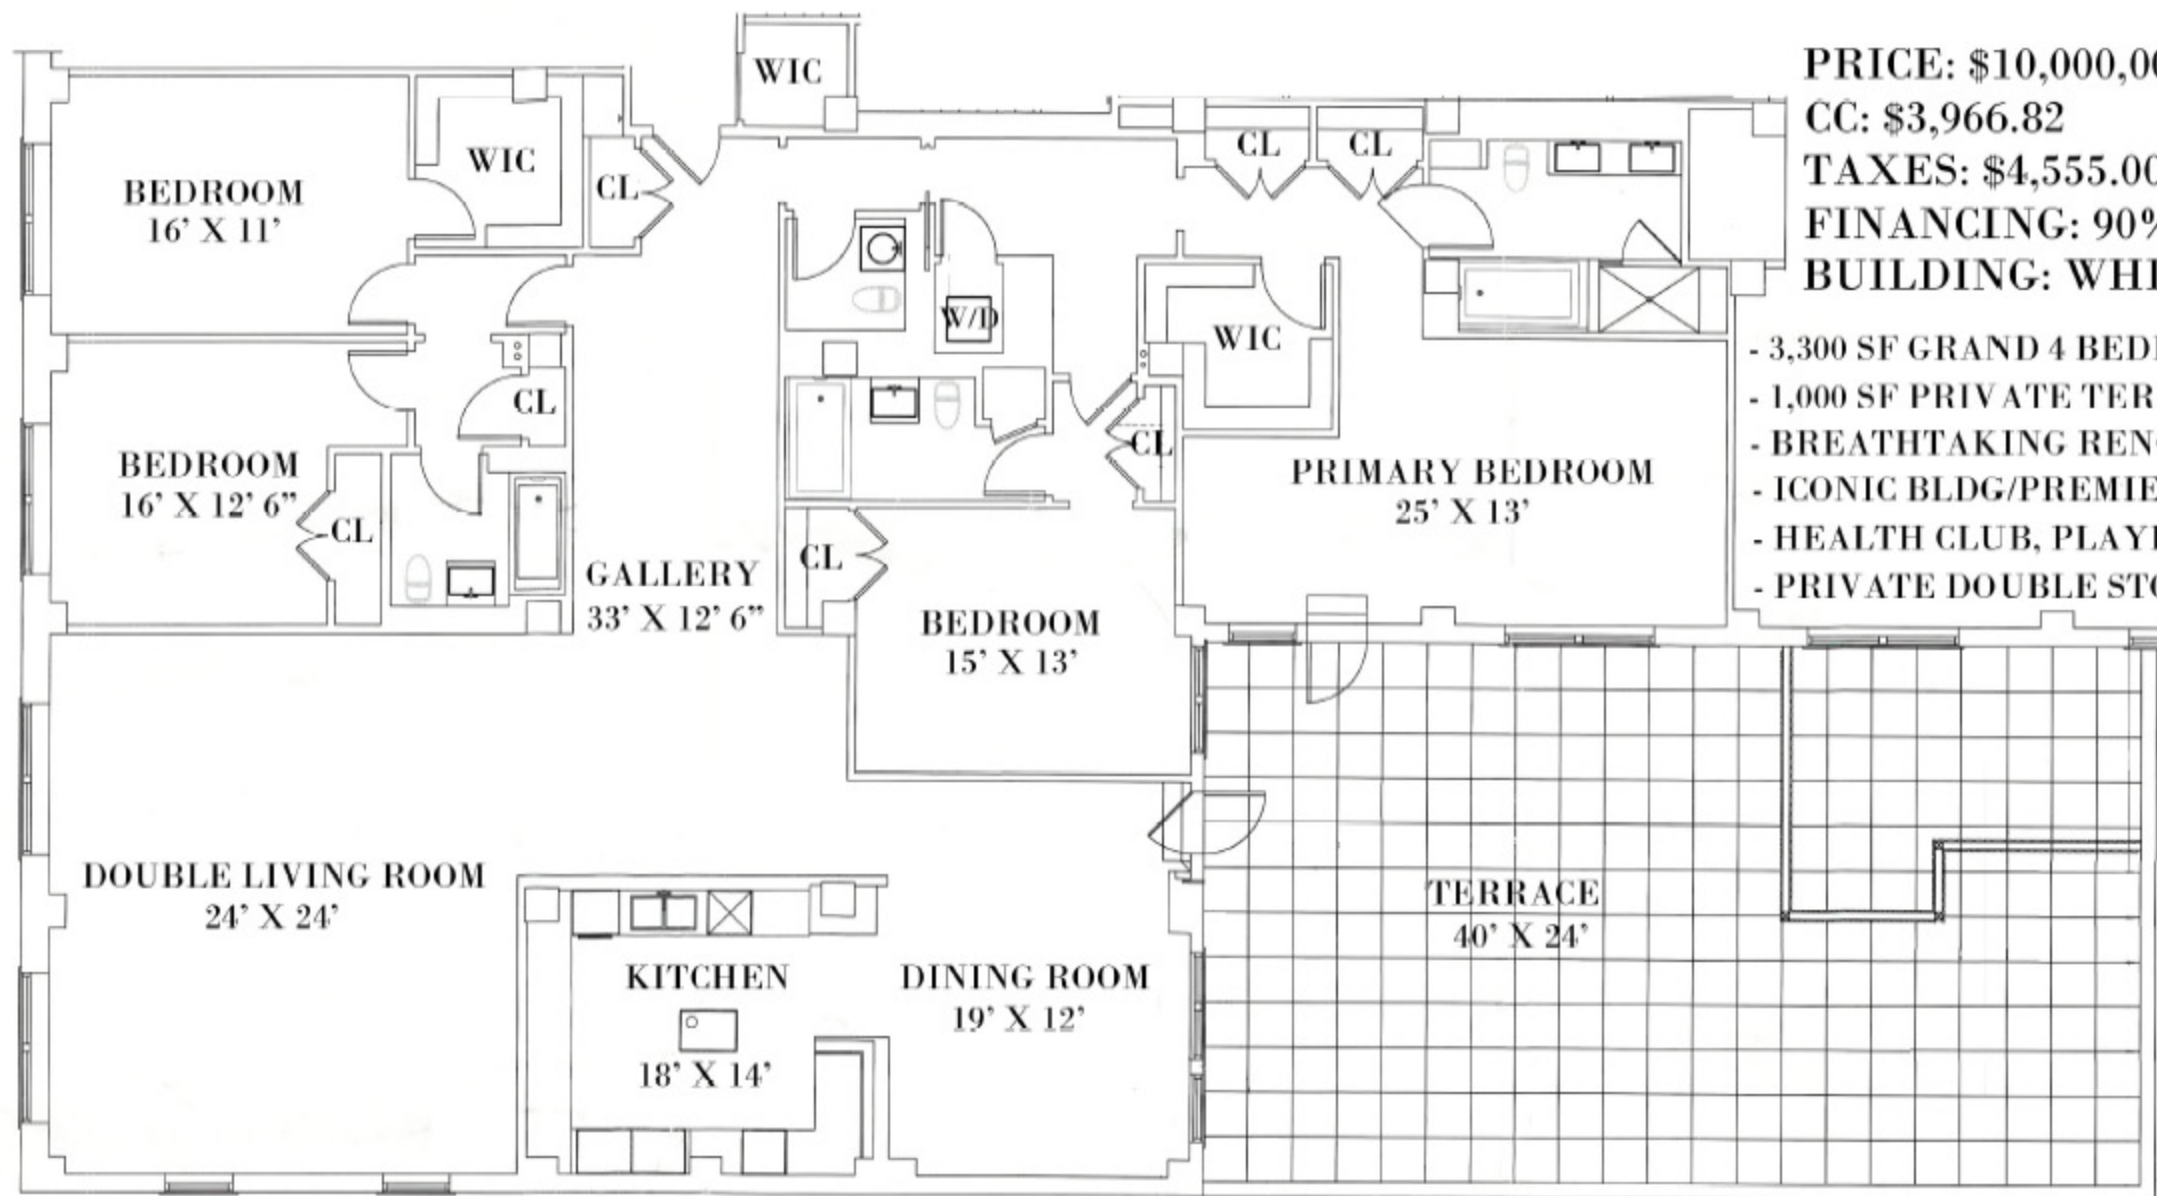 WIC
PRICE: $10,000,00
CC: $3,966.82
TAXES: $4,555.00
FINANCING: 90%
BUILDING: WHI
- 3,300 SF GRAND 4 BED
- 1,000 SF PRIVATE TER
- BREATHTAKING REN
- ICONIC BLDG/PREMIE
- HEALTH CLUB, PLAY
- PRIVATE DOUBLE STO
BEDROOM
16' X 11'
WIC
CL
CL
CL
W/D
WIC
BEDROOM
16' X 12' 6"
CL
CL
CL
PRIMARY BEDROOM
25' X 13'
GALLERY
33' X 12' 6"
CL
BEDROOM
15' X 13'
DOUBLE LIVING ROOM
24' X 24'
KITCHEN
18' X 14'
DINING ROOM
19' X 12'
TERRACE
40' X 24'